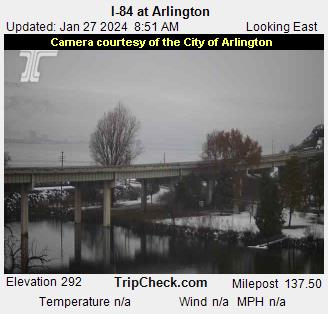 I-84 at Arlington
Updated: Jan 27 2024 8:51 AM Looking East
Camera courtesy of the City of Arlington
Elevation 292 TripCheck.com Milepost 137.50
Temperature n/a Wind n/a MPH n/a